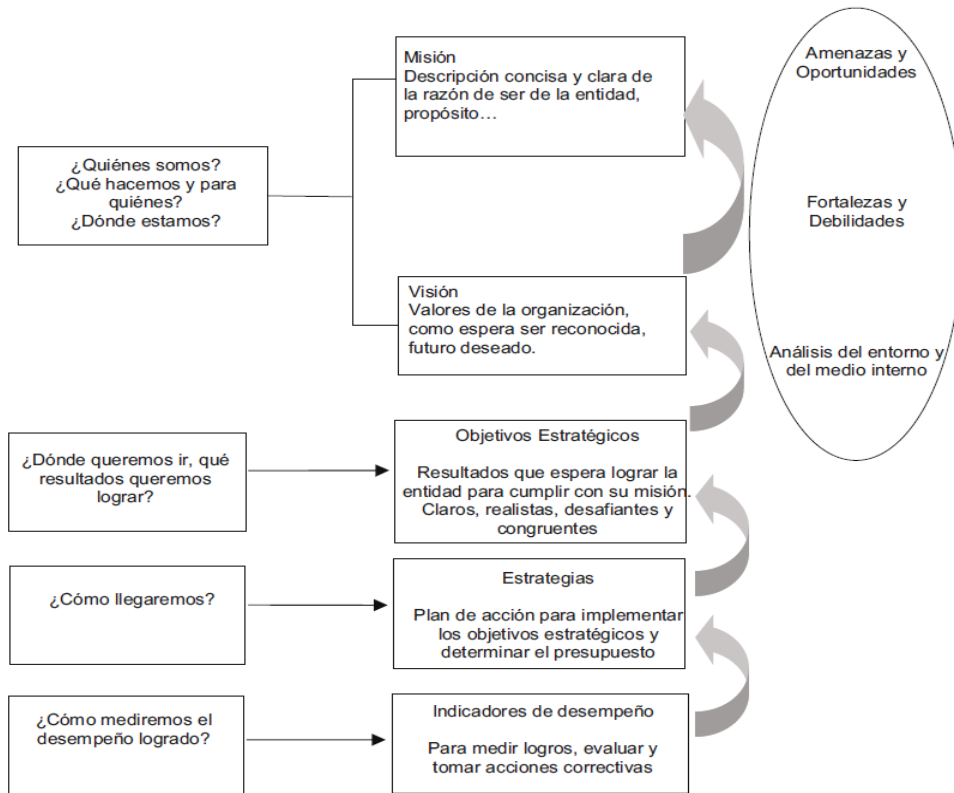 Misión
Descripción concisa y clara de
la razón de ser de la entidad,
propósito...
Amenazas y
Oportunidades
¿Quiénes somos?
¿Qué hacemos y para
quiénes?
¿Dónde estamos?
Fortalezas y
Debilidades
Visión
Valores de la organización,
como espera ser reconocida,
futuro deseado.
Análisis del entorno y
del medio interno
¿Dónde queremos ir, qué
resultados queremos
lograr?
Objetivos Estratégicos
Resultados que espera lograr la
entidad para cumplir con su misión.
Claros, realistas, desafiantes y
congruentes
¿Cómo llegaremos?
Estrategias
Plan de acción para implementar
los objetivos estratégicos y
determinar el presupuesto
¿Cómo mediremos el
desempeño logrado?
Indicadores de desempeño
Para medir logros, evaluar y
tomar acciones correctivas